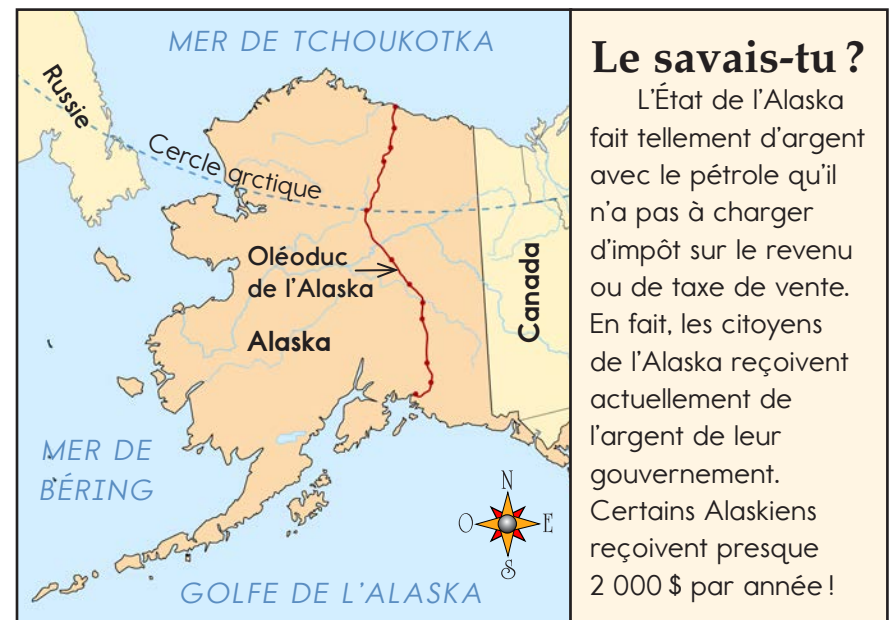 MER DE TCHOUKOTKA
Russie
Cercle arctique
Oléoduc
de l'Alaska
Alaska
Canada
MER DE
BÉRING
GOLFE DE L'ALASKA
N
O
E
S
Le savais-tu ?
L'État de l'Alaska
fait tellement d'argent
avec le pétrole qu'il
n'a pas à charger
d'impôt sur le revenu
ou de taxe de vente.
En fait, les citoyens
de l'Alaska reçoivent
actuellement de
l'argent de leur
gouvernement.
Certains Alaskiens
reçoivent presque
2 000 $ par année !